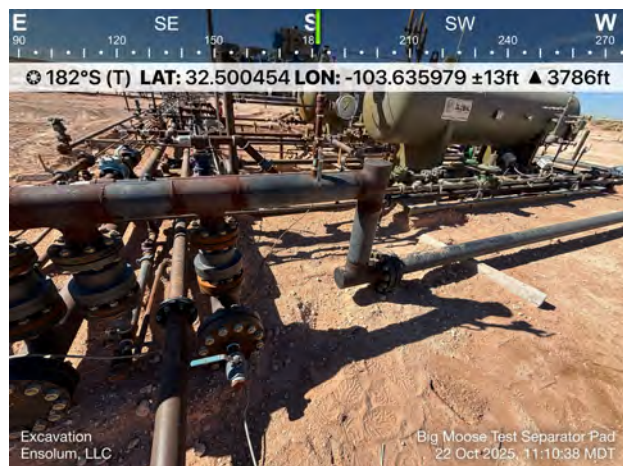 E SE S SW W
90 120 150 180 210 240 270
182°S (T) LAT: 32.500454 LON: -103.635979 ±13ft ▲ 3786ft
Excavation
Ensolum, LLC
Big Moose Test Separator Pad
22 Oct 2025, 11:10:38 MDT